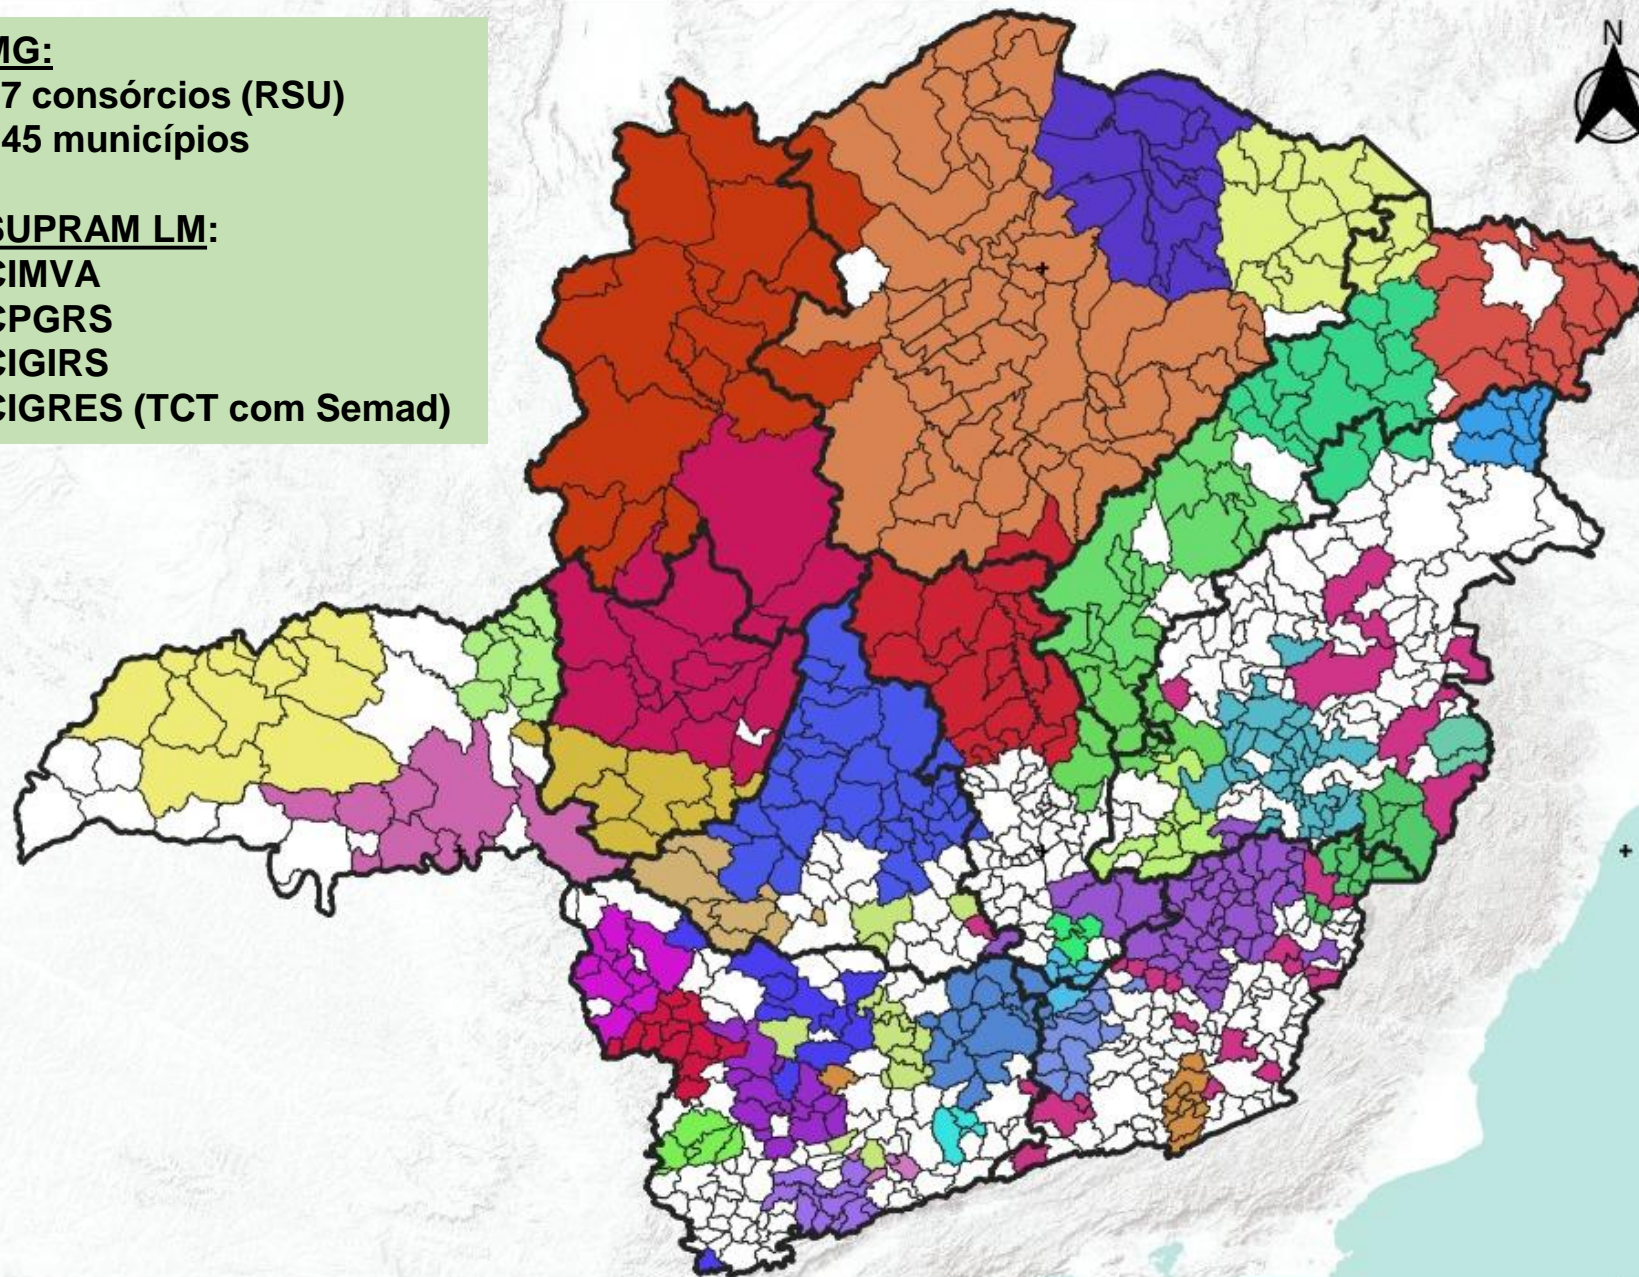 MG:
7 consórcios (RSU)
45 municípios
SUPRAM LM:
CIMVA
CPGRS
CIGIRS
CIGRES (TCT com Semad)
N